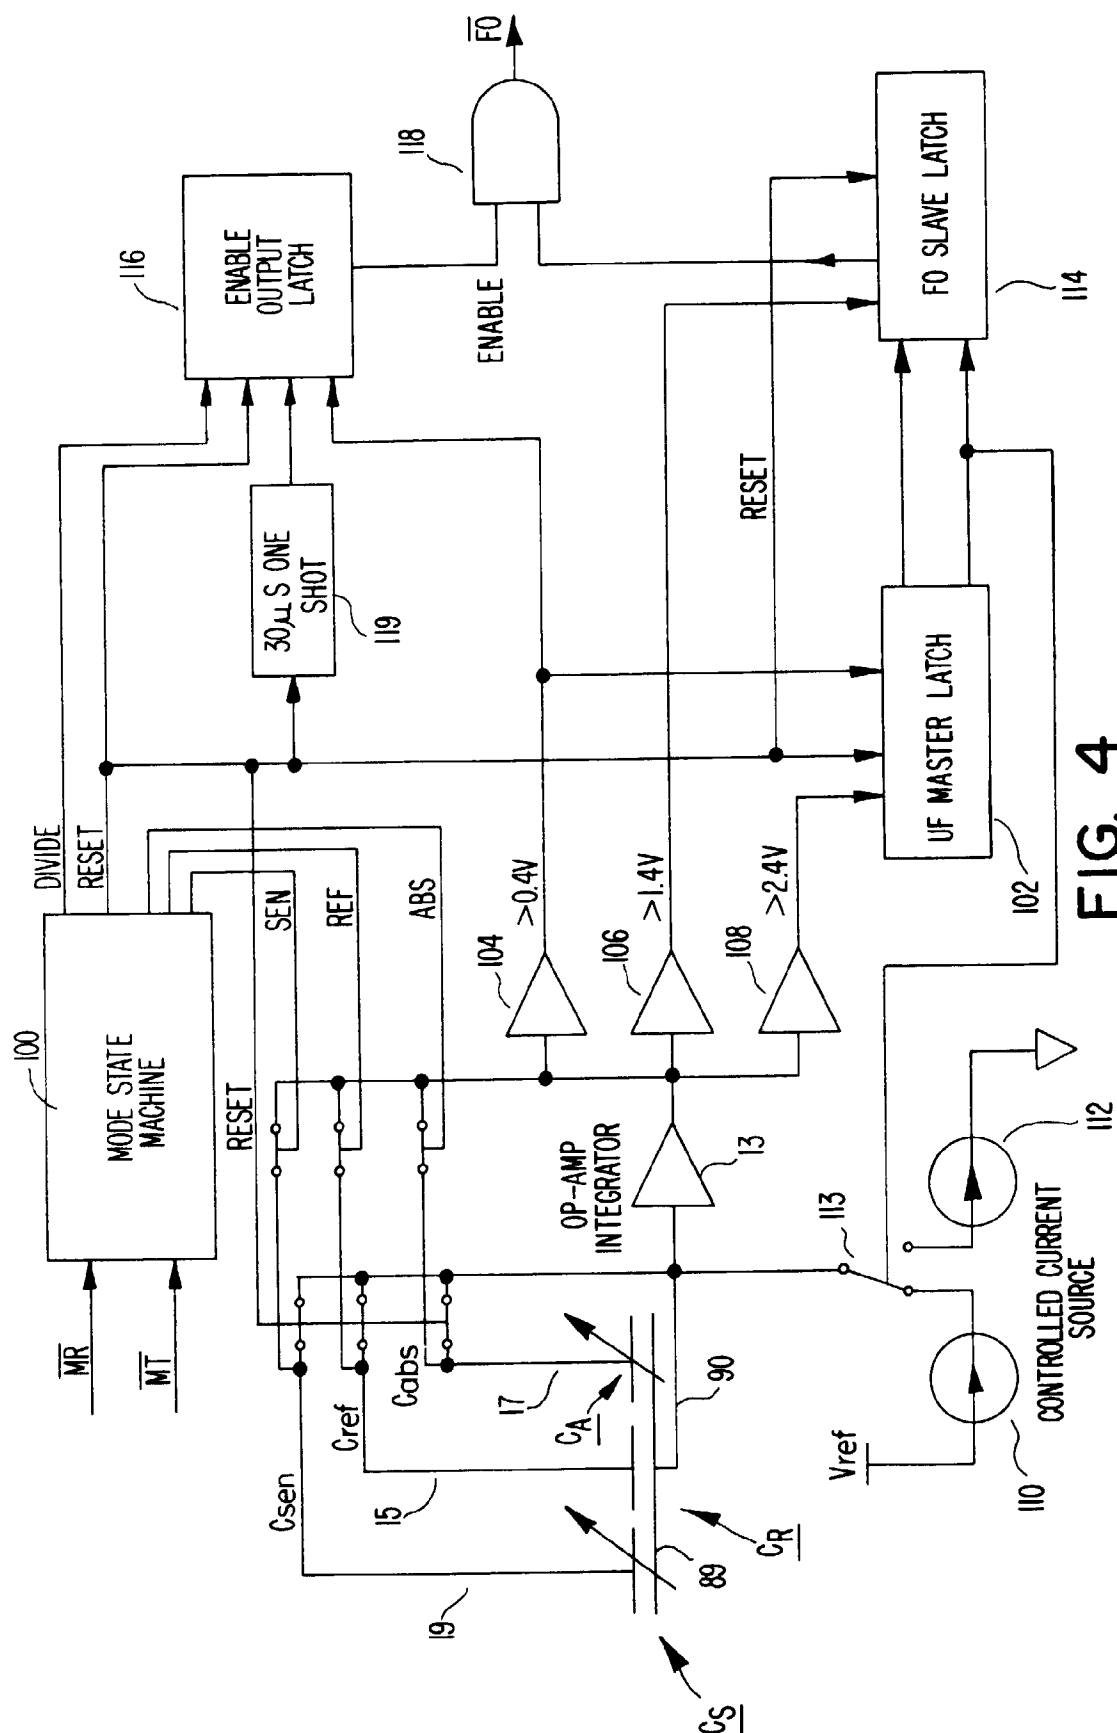 M̅R̅
M̅T̅
100
MODE STATE
MACHINE
DIVIDE
RESET
RESET
SEN
REF
ABS
116
ENABLE
OUTPUT
LATCH
30µS ONE
SHOT
119
ENABLE
118
F̅O̅
Csen
Cref
Cabs
19
15
17
CS
CR
CA
89
90
OP-AMP
INTEGRATOR
13
104
>0.4V
106
>1.4V
108
>2.4V
RESET
113
Vref
110
112
CONTROLLED CURRENT
SOURCE
UF MASTER LATCH
102
FO SLAVE LATCH
114
FIG. 4